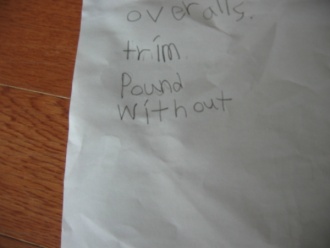 overalls.
trim
Pound
without